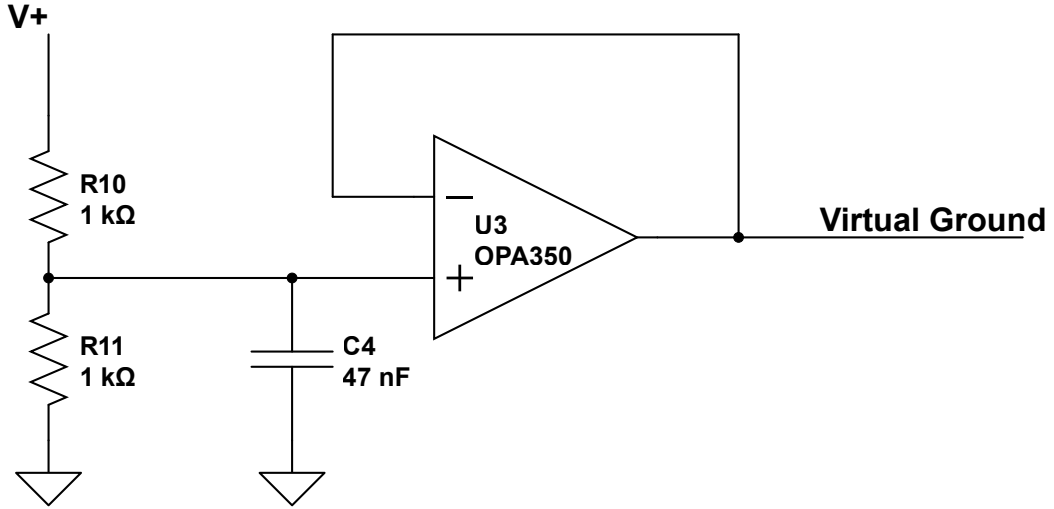 V+
R10
1 kΩ
U3
OPA350
Virtual Ground
R11
1 kΩ
C4
47 nF